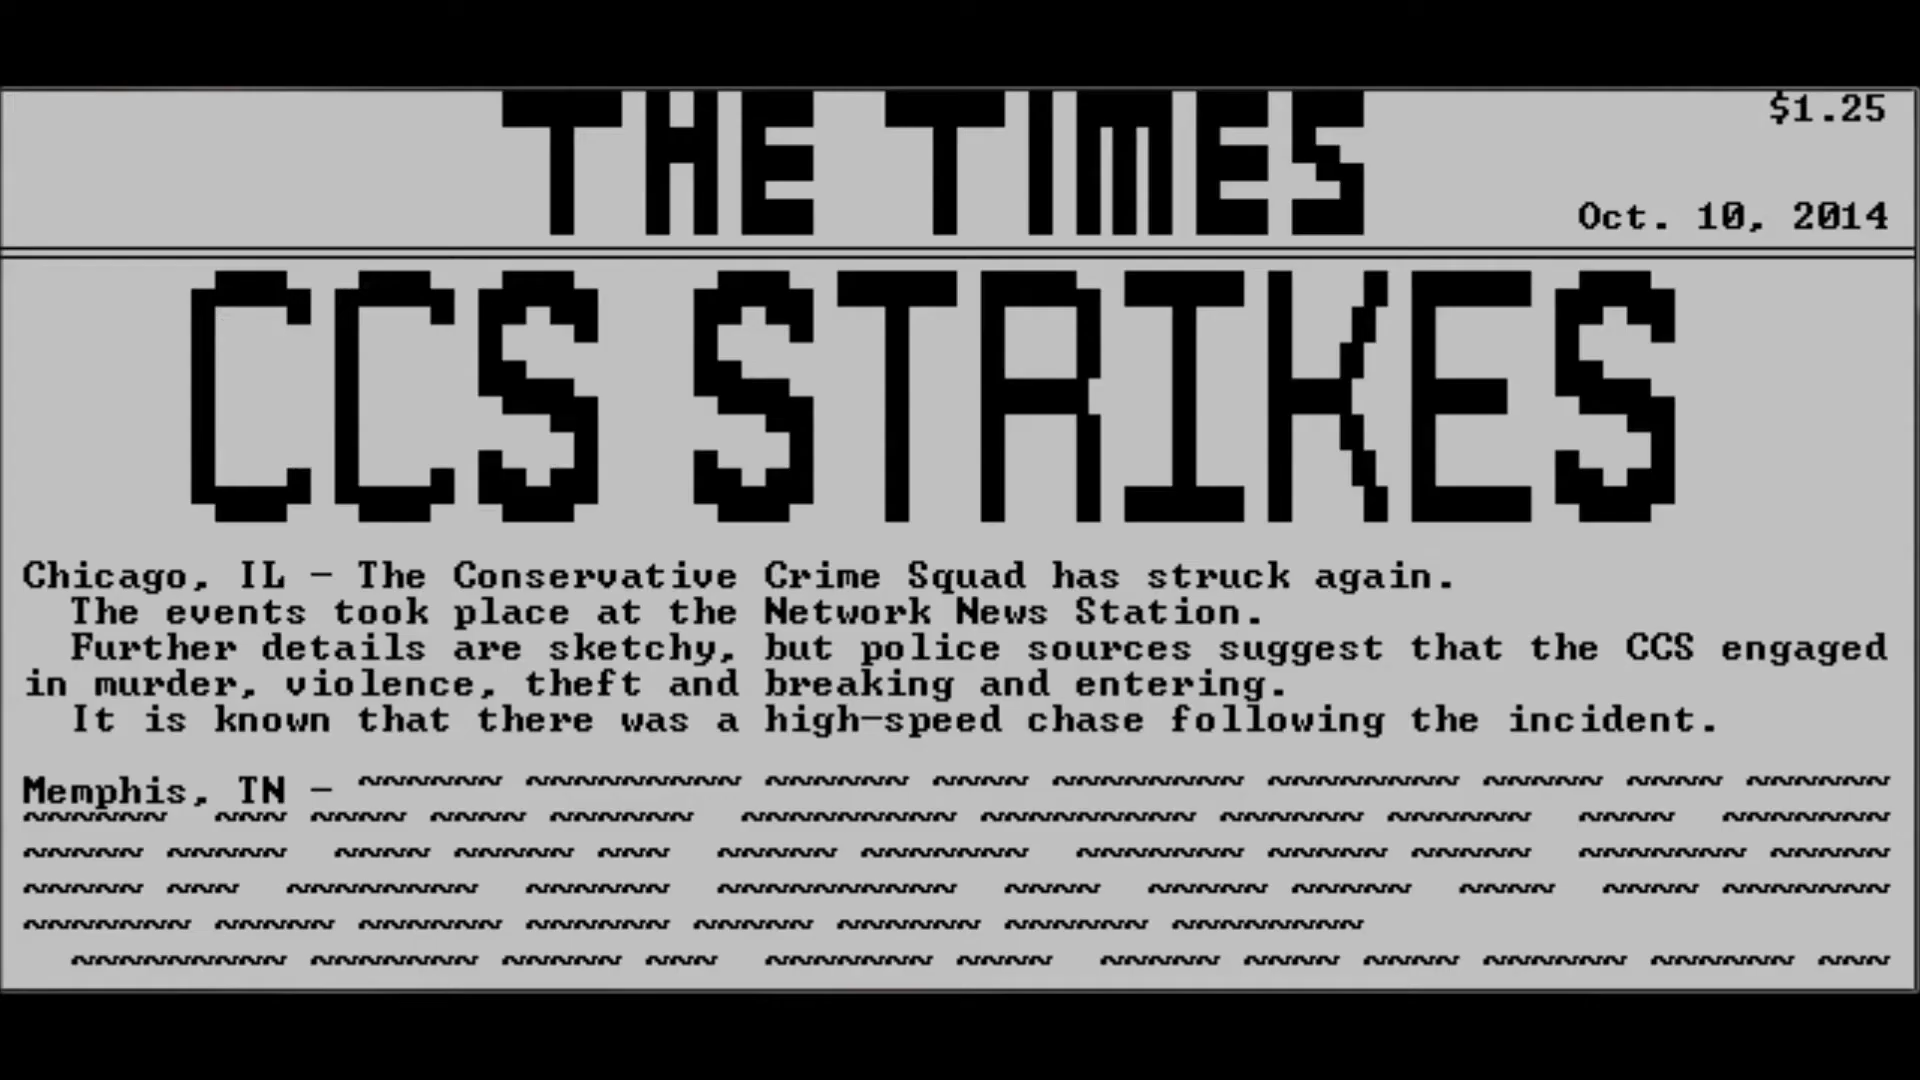 THE TIMES
$1.25
Oct. 10, 2014
CCS STRIKES
Chicago, IL – The Conservative Crime Squad has struck again.
The events took place at the Network News Station.
Further details are sketchy, but police sources suggest that the CCS engaged
in murder, violence, theft and breaking and entering.
It is known that there was a high–speed chase following the incident.
Memphis, TN –